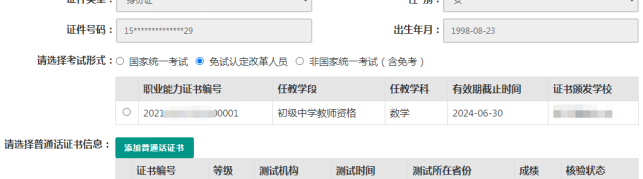 证件号码： 15**************29 出生年月： 1998-08-23
请选择考试形式： 国家统一考试 免试认定改革人员 非国家统一考试（含免考）
职业能力证书编号 任教学段 任教学科 有效期截止时间 证书颁发学校
2021 00001 初级中学教师资格 数学 2024-06-30
请选择普通话证书信息： 添加普通话证书
证书编号 等级 测试机构 测试时间 测试所在省份 成绩 核验状态